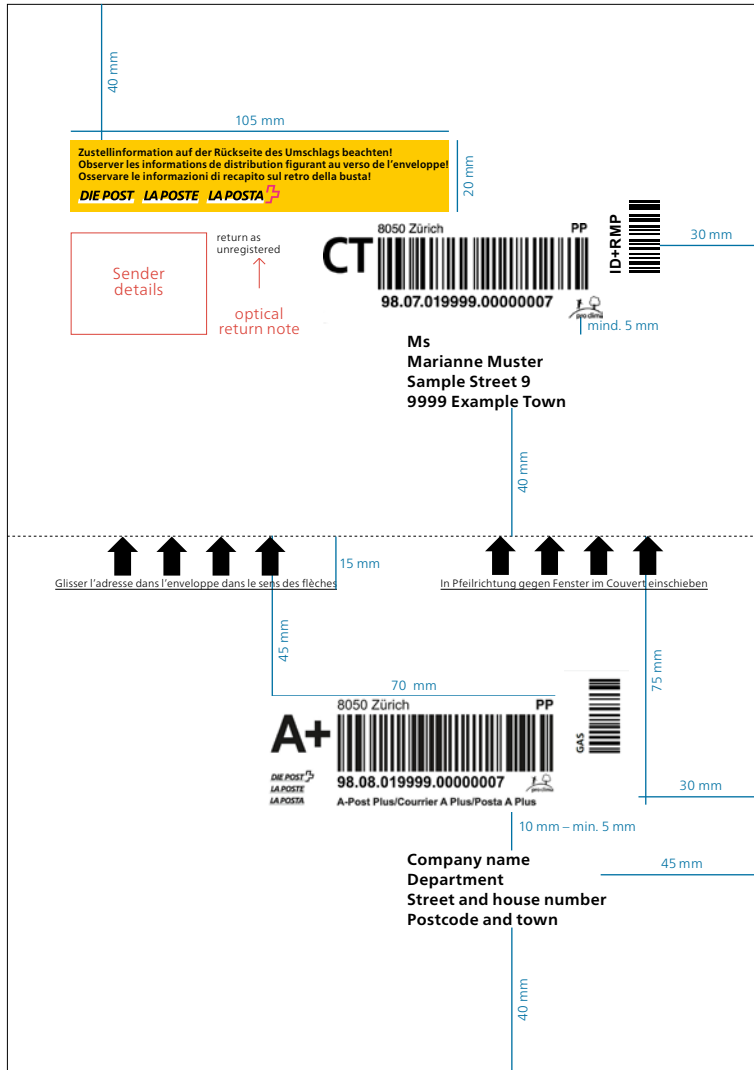 40 mm
105 mm
Zustellinformation auf der Rückseite des Umschlags beachten!
Observer les informations de distribution figurant au verso de l'enveloppe!
Osservare le informazioni di recapito sul retro della busta!
DIE POST LA POSTE LA POSTA
20 mm
Sender
details
return as
unregistered
optical
return note
CT
8050 Zürich PP
98.07.019999.00000007
pro clima
ID+RMP
30 mm
mind. 5 mm
Ms
Marianne Muster
Sample Street 9
9999 Example Town
40 mm
15 mm
Glisser l'adresse dans l'enveloppe dans le sens des flèches
In Pfeilrichtung gegen Fenster im Couvert einschieben
45 mm
75 mm
70 mm
A+
8050 Zürich PP
98.08.019999.00000007
pro clima
DIE POST
LA POSTE
LA POSTA
A-Post Plus/Courrier A Plus/Posta A Plus
GAS
30 mm
10 mm – min. 5 mm
45 mm
Company name
Department
Street and house number
Postcode and town
40 mm